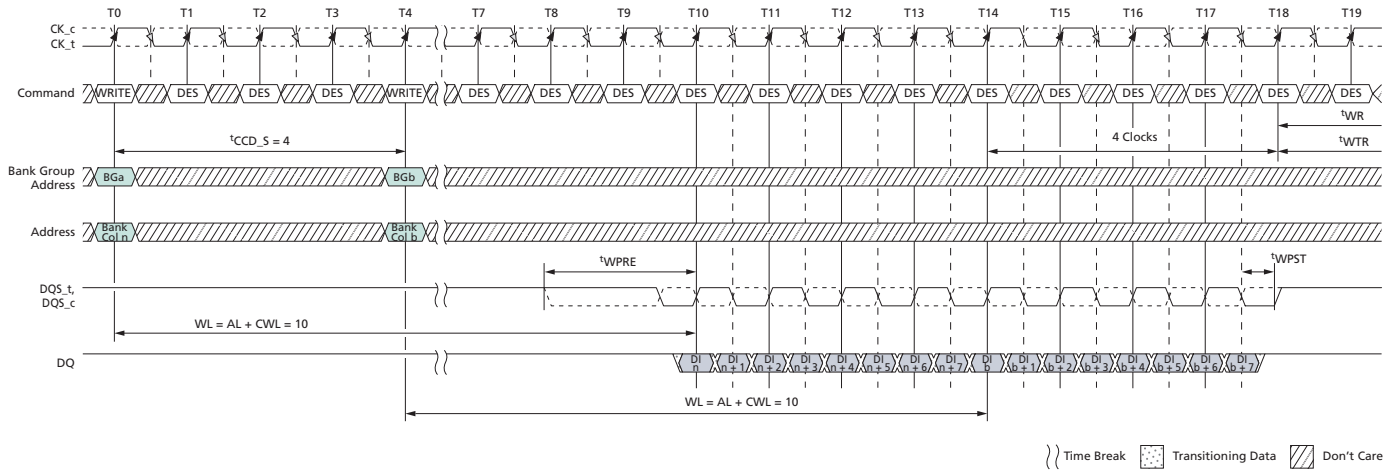 T0 T1 T2 T3 T4 T7 T8 T9 T10 T11 T12 T13 T14 T15 T16 T17 T18 T19
CK_c
CK_t
Command WRITE DES DES DES WRITE DES DES DES DES DES DES DES DES DES DES DES DES DES
tWR
tCCD_S = 4 4 Clocks tWTR
Bank Group
Address BGa BGb
Address Bank
Col n Bank
Col b
tWPRE tWPST
DQS_t,
DQS_c
WL = AL + CWL = 10
DQ DI
n DI
n + 1 DI
n + 2 DI
n + 3 DI
n + 4 DI
n + 5 DI
n + 6 DI
n + 7 DI
b DI
b + 1 DI
b + 2 DI
b + 3 DI
b + 4 DI
b + 5 DI
b + 6 DI
b + 7
WL = AL + CWL = 10
Time Break Transitioning Data Don't Care